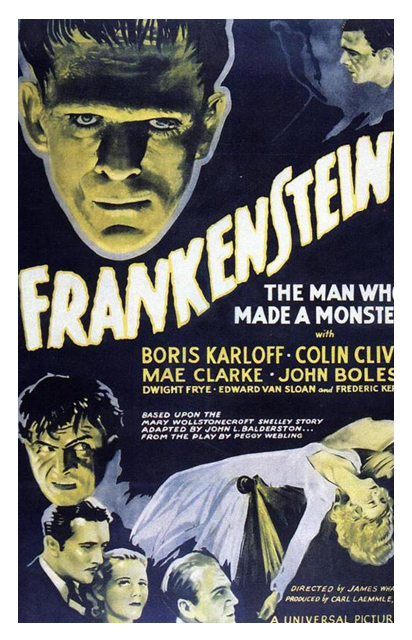 FRANKENSTEIN
THE MAN WH
MADE A MONSTE
with
BORIS KARLOFF · COLIN CLIV
MAE CLARKE · JOHN BOLES
DWIGHT FRYE · EDWARD VAN SLOAN and FREDERIC KE
BASED UPON THE
MARY WOLLSTONECROFT SHELLEY STORY
ADAPTED BY JOHN L. BALDERSTON...
FROM THE PLAY BY PEGGY WEBLING
DIRECTED BY JAMES WHA
PRODUCED BY CARL LAEMMLE,
A UNIVERSAL PICTUR